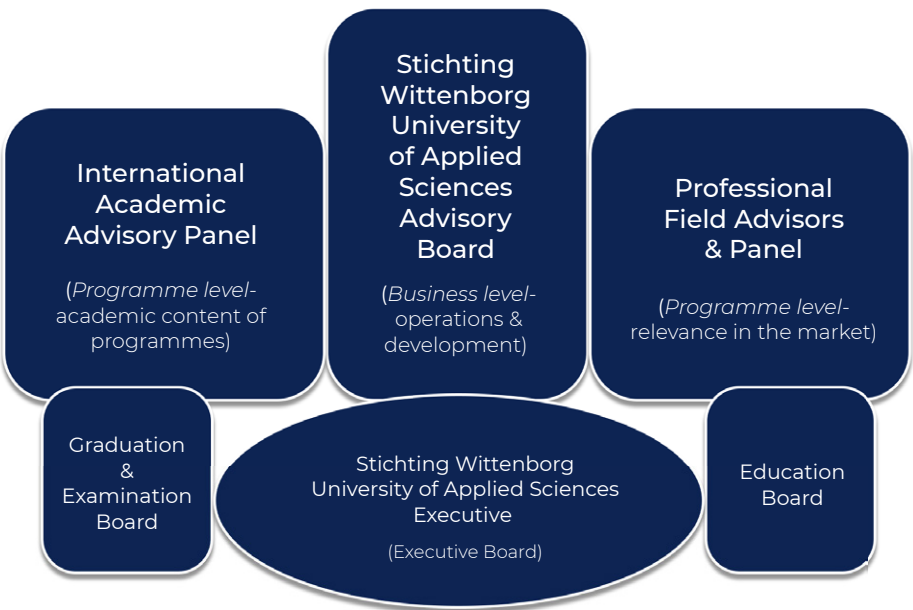 International
Academic
Advisory Panel
(Programme level-
academic content of
programmes)
Stichting
Wittenborg
University
of Applied
Sciences
Advisory
Board
(Business level-
operations &
development)
Professional
Field Advisors
& Panel
(Programme level-
relevance in the market)
Graduation
&
Examination
Board
Stichting Wittenborg
University of Applied Sciences
Executive
(Executive Board)
Education
Board